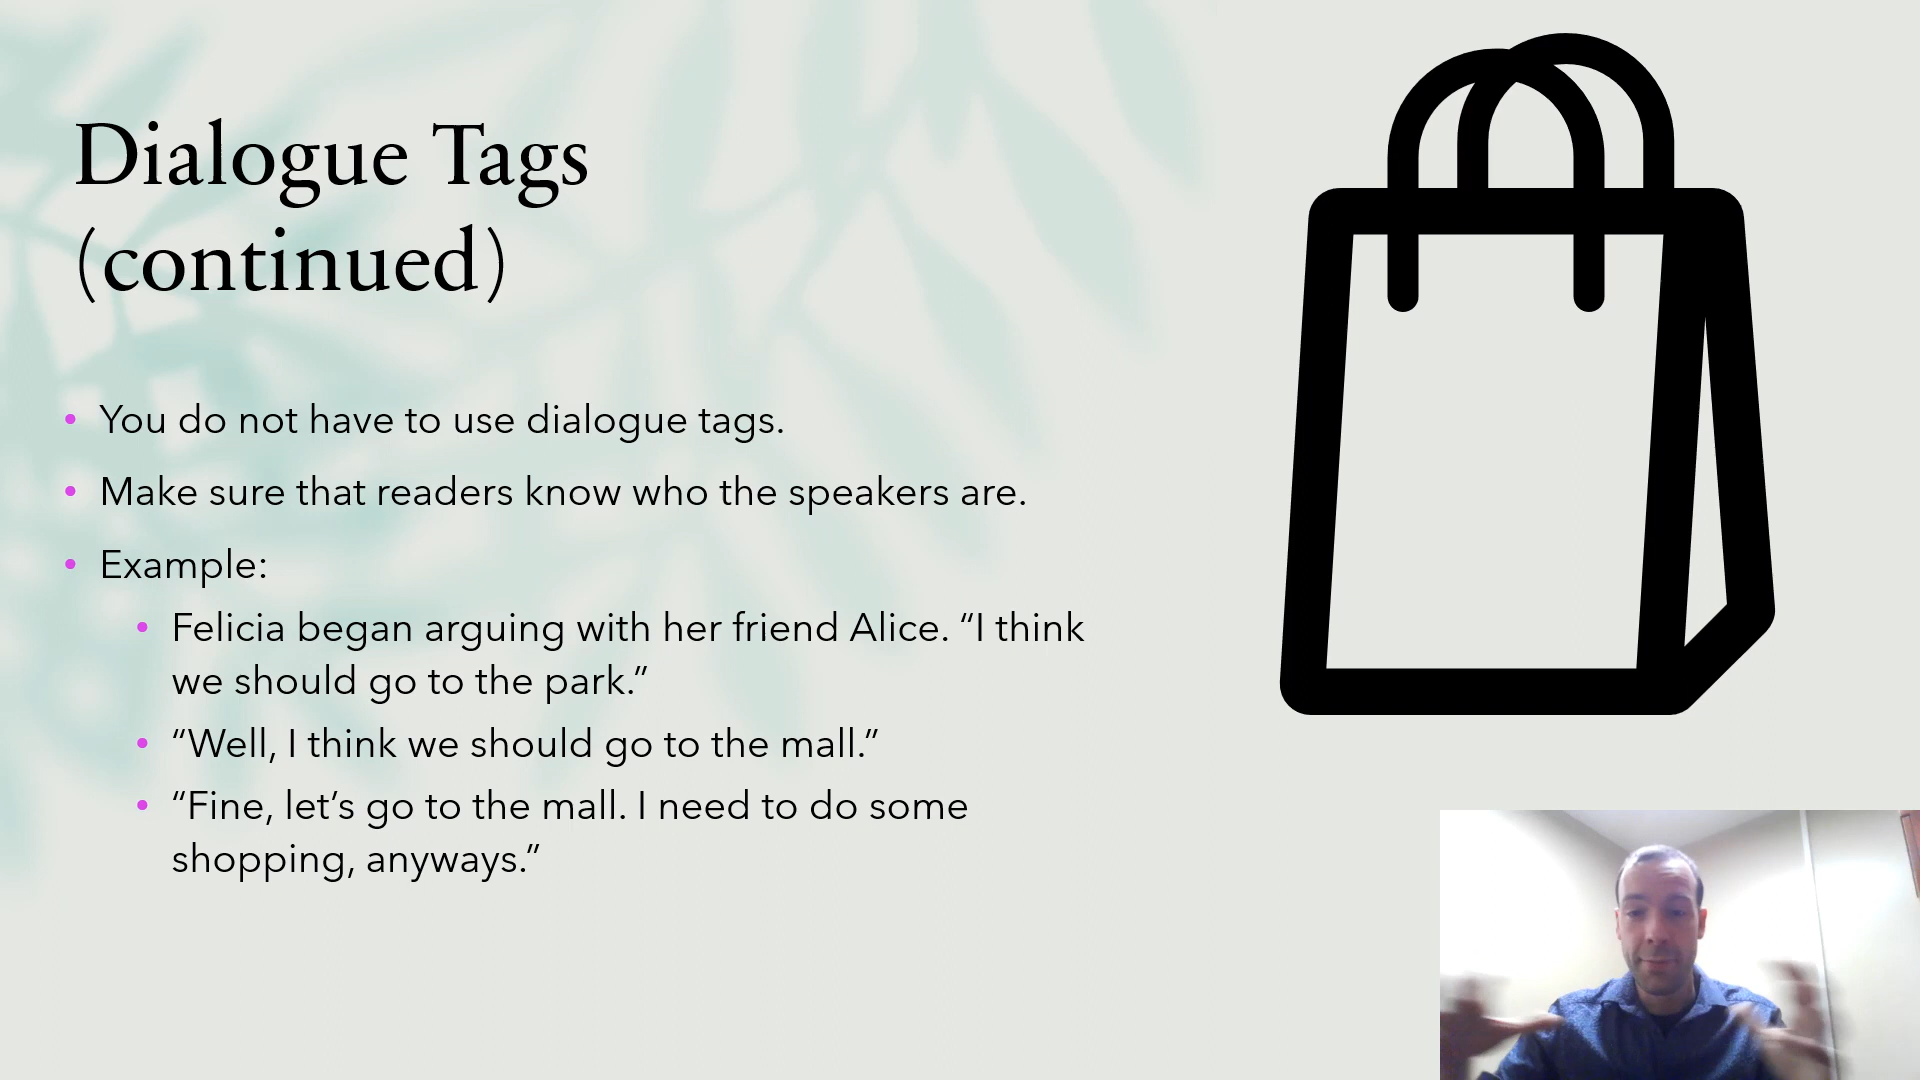 Dialogue Tags
(continued)
• You do not have to use dialogue tags.
• Make sure that readers know who the speakers are.
• Example:
• Felicia began arguing with her friend Alice. “I think
we should go to the park.”
• “Well, I think we should go to the mall.”
• “Fine, let’s go to the mall. I need to do some
shopping, anyways.”